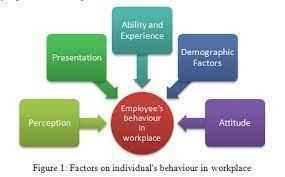 Ability and
Experience
Presentation
Demographic
Factors
Perception
Employee's
behaviour
in
workplace
Attitude
Figure 1: Factors on individual's behaviour in workplace